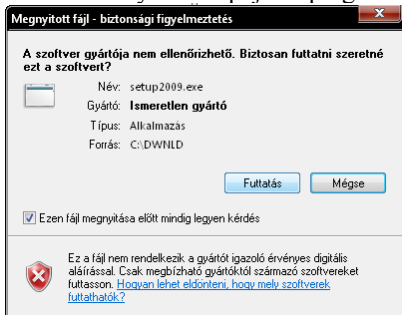 Megnyitott fájl - biztonsági figyelmeztetés
A szoftver gyártója nem ellenőrizhető. Biztosan futtatni szeretné
ezt a szoftvert?
Név: setup2009.exe
Gyártó: Ismeretlen gyártó
Típus: Alkalmazás
Forrás: C:\DWNLD
Futtatás Mégse
Ezen fájl megnyitása előtt mindig legyen kérdés
Ez a fájl nem rendelkezik a gyártót igazoló érvényes digitális
aláírással. Csak megbízható gyártóktól származó szoftvereket
futtasson. Hogyan lehet eldönteni, hogy mely szoftverek
futtathatók?